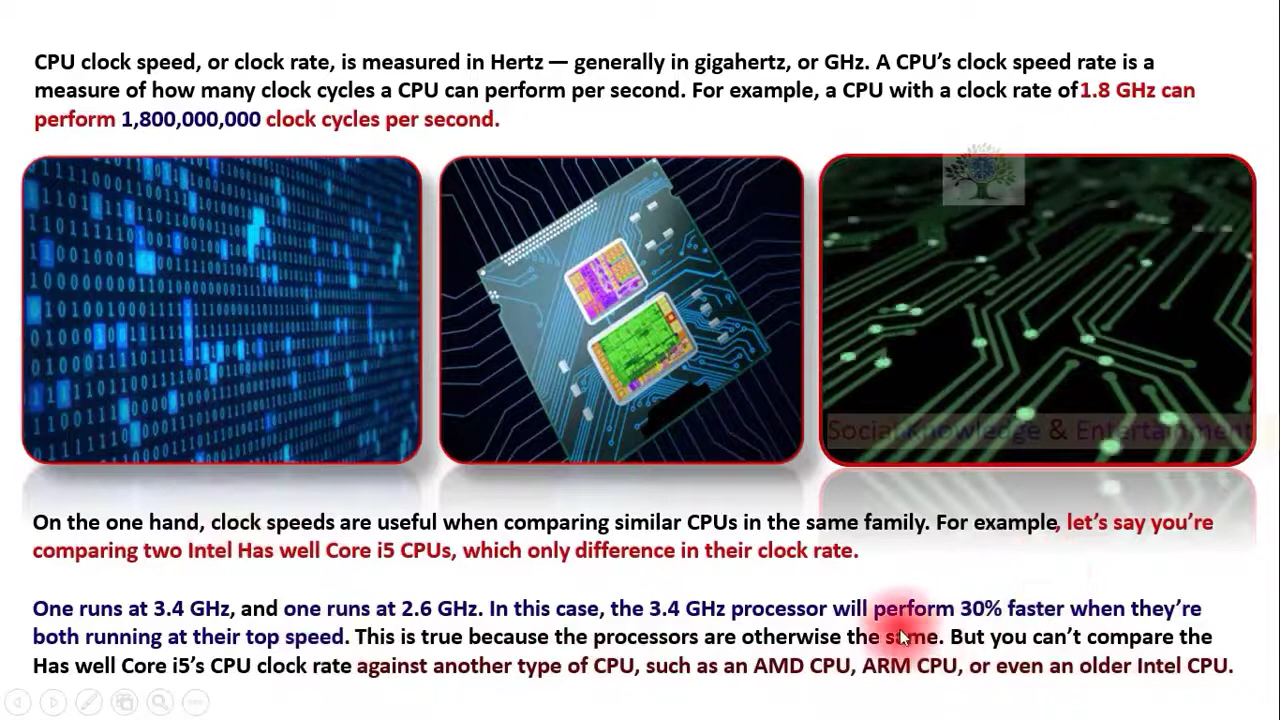 CPU clock speed, or clock rate, is measured in Hertz — generally in gigahertz, or GHz. A CPU’s clock speed rate is a
measure of how many clock cycles a CPU can perform per second. For example, a CPU with a clock rate of 1.8 GHz can
perform 1,800,000,000 clock cycles per second.
Social Knowledge & Entertainment
On the one hand, clock speeds are useful when comparing similar CPUs in the same family. For example, let’s say you’re
comparing two Intel Has well Core i5 CPUs, which only difference in their clock rate.
One runs at 3.4 GHz, and one runs at 2.6 GHz. In this case, the 3.4 GHz processor will perform 30% faster when they’re
both running at their top speed. This is true because the processors are otherwise the same. But you can’t compare the
Has well Core i5’s CPU clock rate against another type of CPU, such as an AMD CPU, ARM CPU, or even an older Intel CPU.